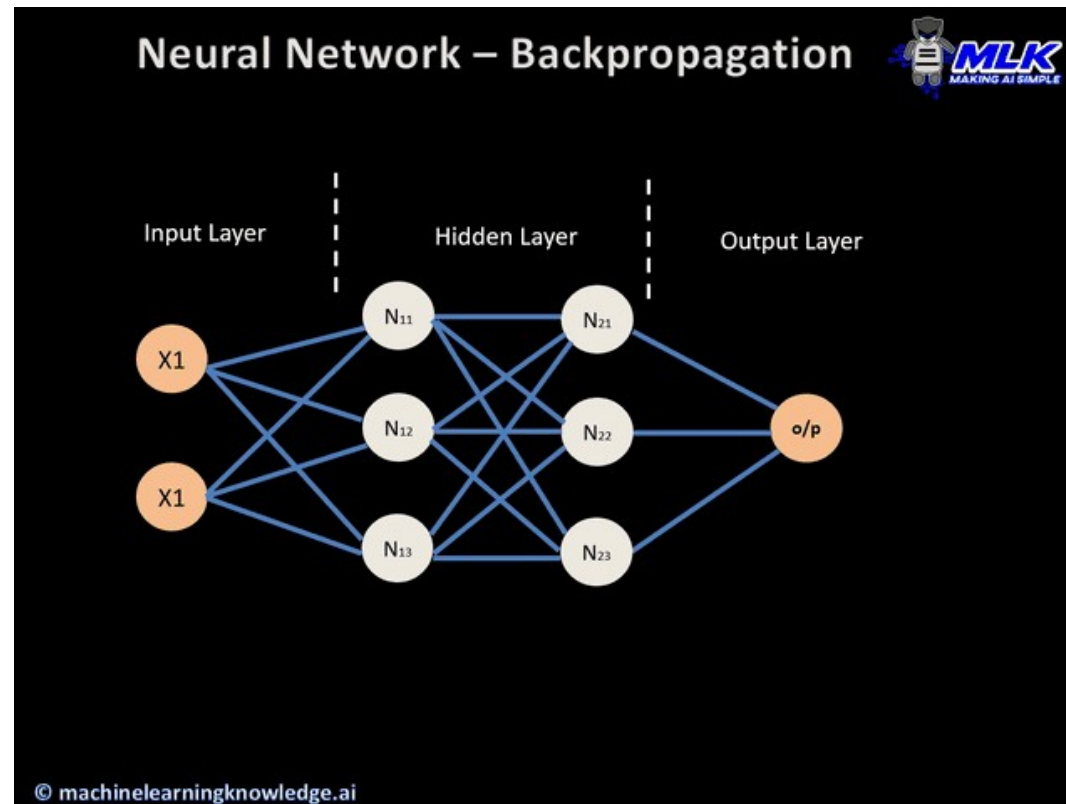 Neural Network – Backpropagation
MLK
MAKING AI SIMPLE
Input Layer
Hidden Layer
Output Layer
N11
N21
X1
N12
N22
o/p
X1
N13
N23
© machinelearningknowledge.ai